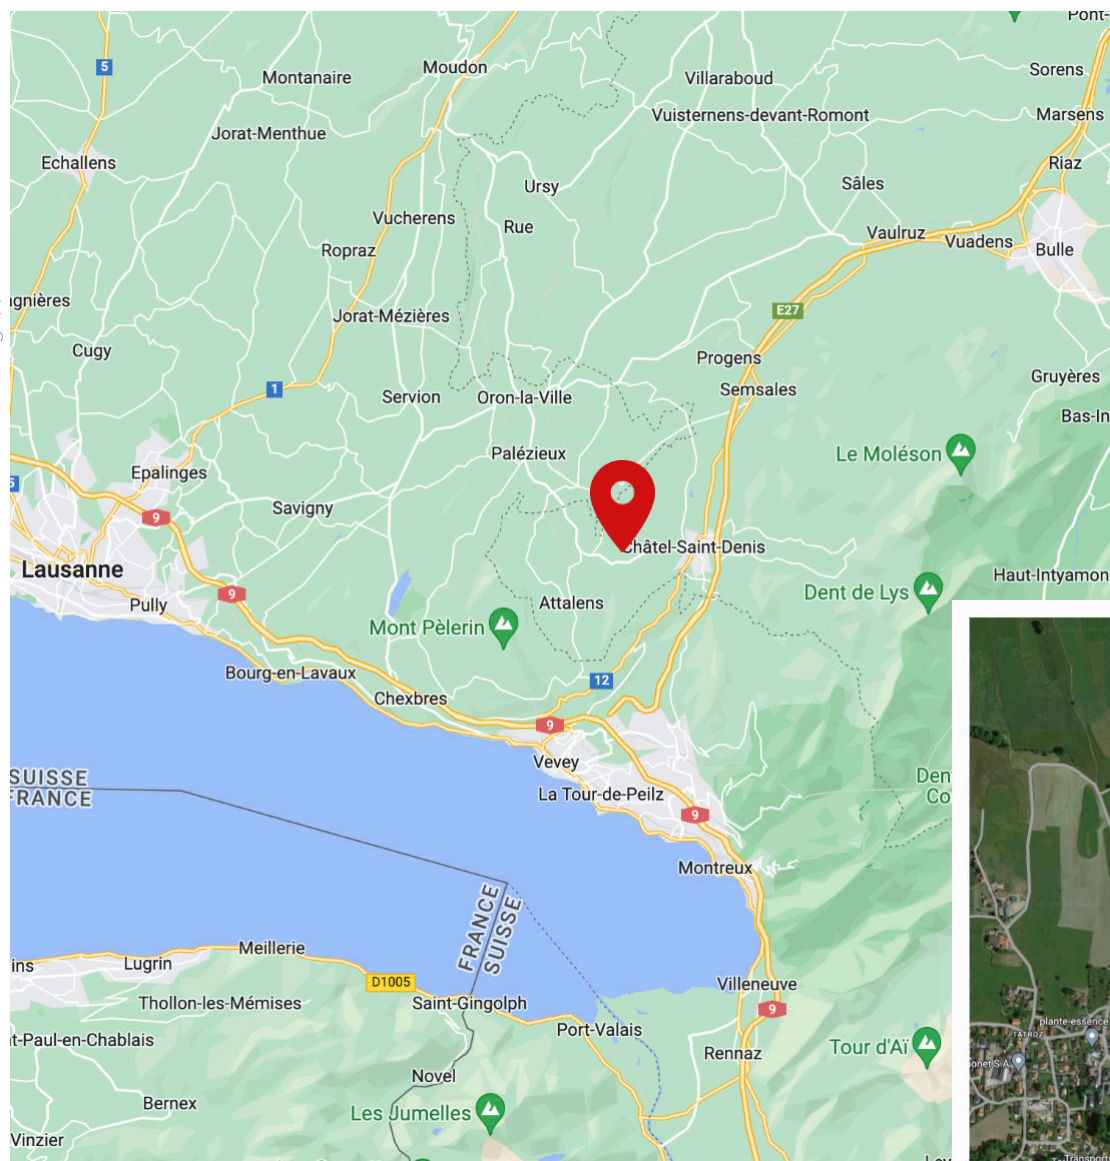 Pont-
5
Moudon
Montanaire
Villaraboud
Sorens
Vuisternens-devant-Romont
Marsens
Jorat-Menthue
Echallens
Riaz
Ursy
Sâles
Vucherens
Rue
Vaulruz
Vuadens
Bulle
Ropraz
agnières
Jorat-Mézières
E27
Cugy
Progens
Gruyères
1
Servion
Oron-la-Ville
Semsales
Bas-In
Palézieux
Le Moléson
Epalinges
9
Savigny
Châtel-Saint-Denis
Lausanne
Haut-Intyamon
9
Pully
Attalens
Dent de Lys
Mont Pèlerin
Bourg-en-Lavaux
12
Chexbres
9
Vevey
SUISSE
FRANCE
La Tour-de-Peilz
Den
Co
9
Montreux
FRANCE
SUISSE
Meillerie
ins
Lugrin
D1005
Villeneuve
Thollon-les-Mémises
Saint-Gingolph
9
Port-Valais
plante-essence
TATROZ
t-Paul-en-Chablais
Rennaz
Tour d'Aï
onet S.A.
Novel
Bernex
Les Jumelles
Vinzier
Transports